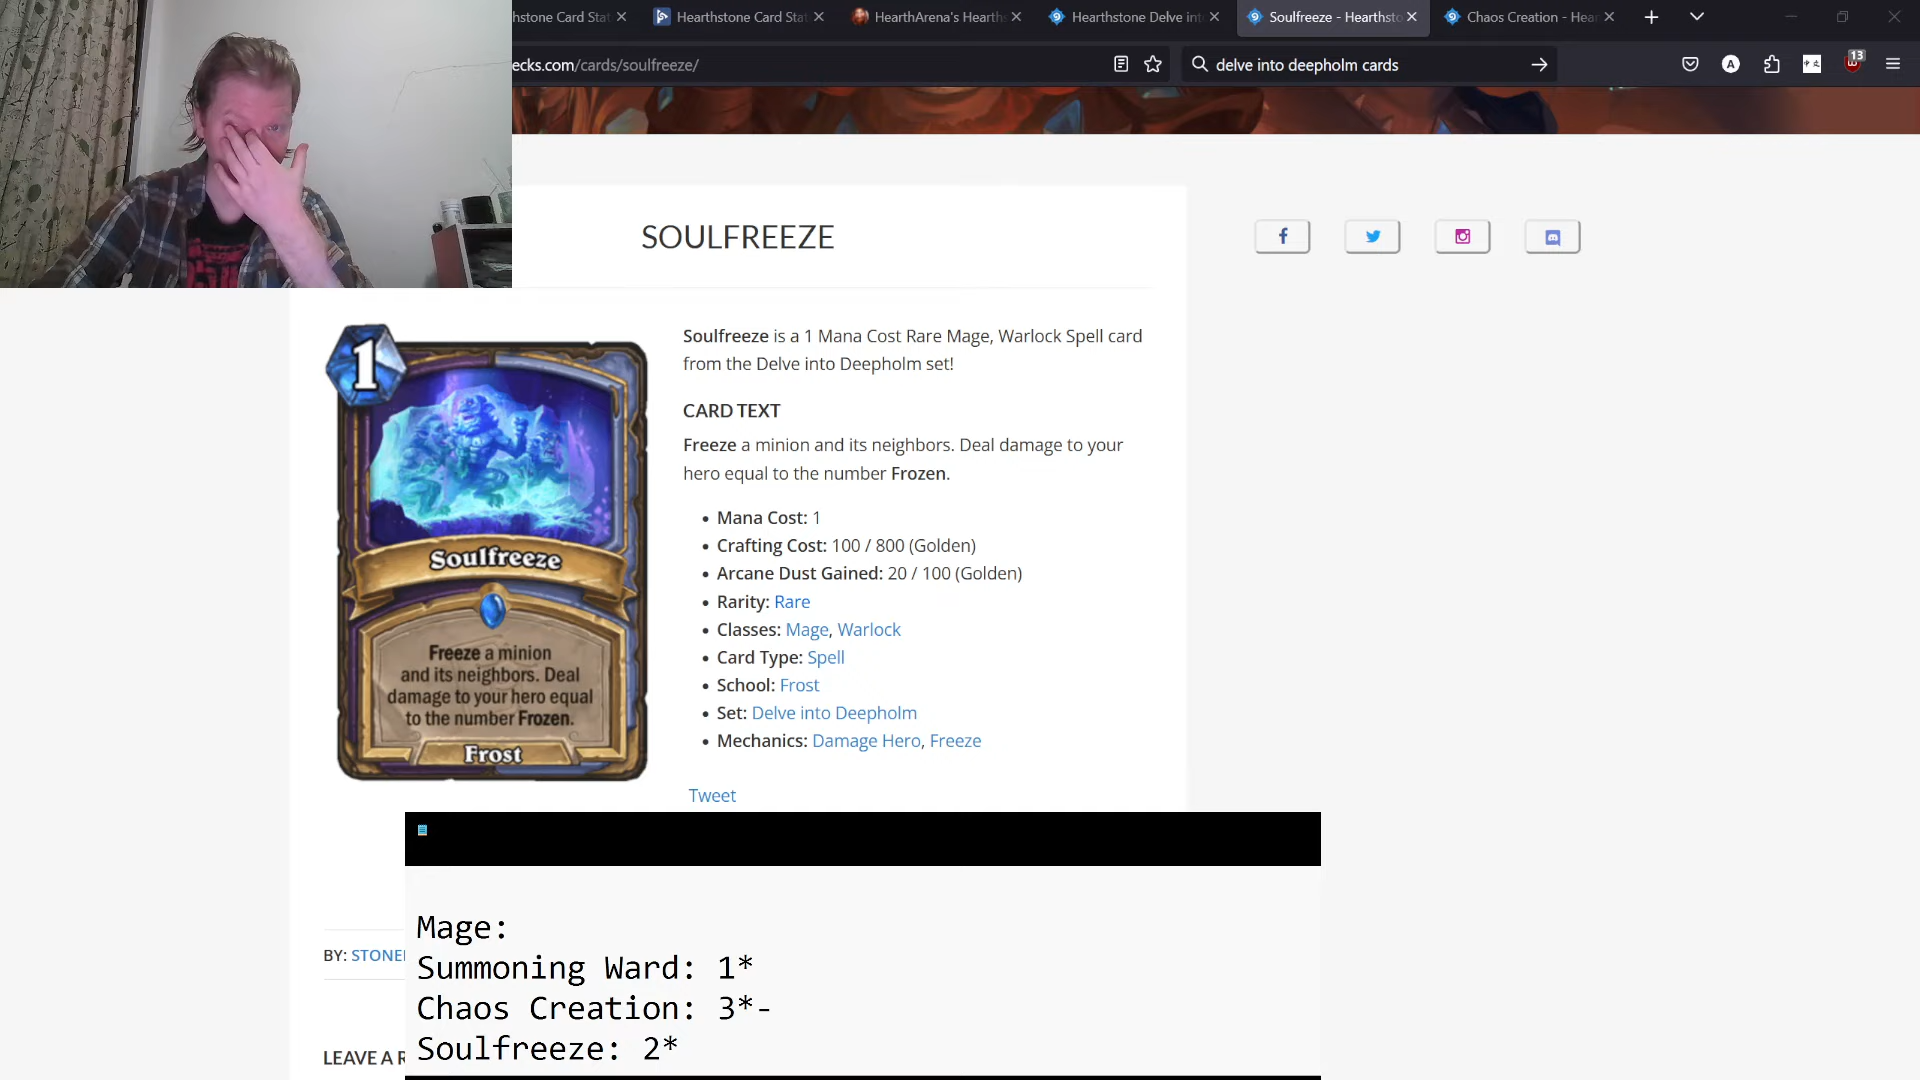 hstone Card Stat
Hearthstone Card Stat
HearthArena's Hearths
Hearthstone Delve int
Soulfreeze - Hearthsto
Chaos Creation - Hea
ecks.com/cards/soulfreeze/
delve into deepholm cards
A
13
SOULFREEZE
1
Soulfreeze
Freeze a minion
and its neighbors. Deal
damage to your hero equal
to the number Frozen.
Frost
Soulfreeze is a 1 Mana Cost Rare Mage, Warlock Spell card
from the Delve into Deepholm set!
CARD TEXT
Freeze a minion and its neighbors. Deal damage to your
hero equal to the number Frozen.
• Mana Cost: 1
• Crafting Cost: 100 / 800 (Golden)
• Arcane Dust Gained: 20 / 100 (Golden)
• Rarity: Rare
• Classes: Mage, Warlock
• Card Type: Spell
• School: Frost
• Set: Delve into Deepholm
• Mechanics: Damage Hero, Freeze
Tweet
BY: STONE
LEAVE A R
Mage:
Summoning Ward: 1*
Chaos Creation: 3*-
Soulfreeze: 2*